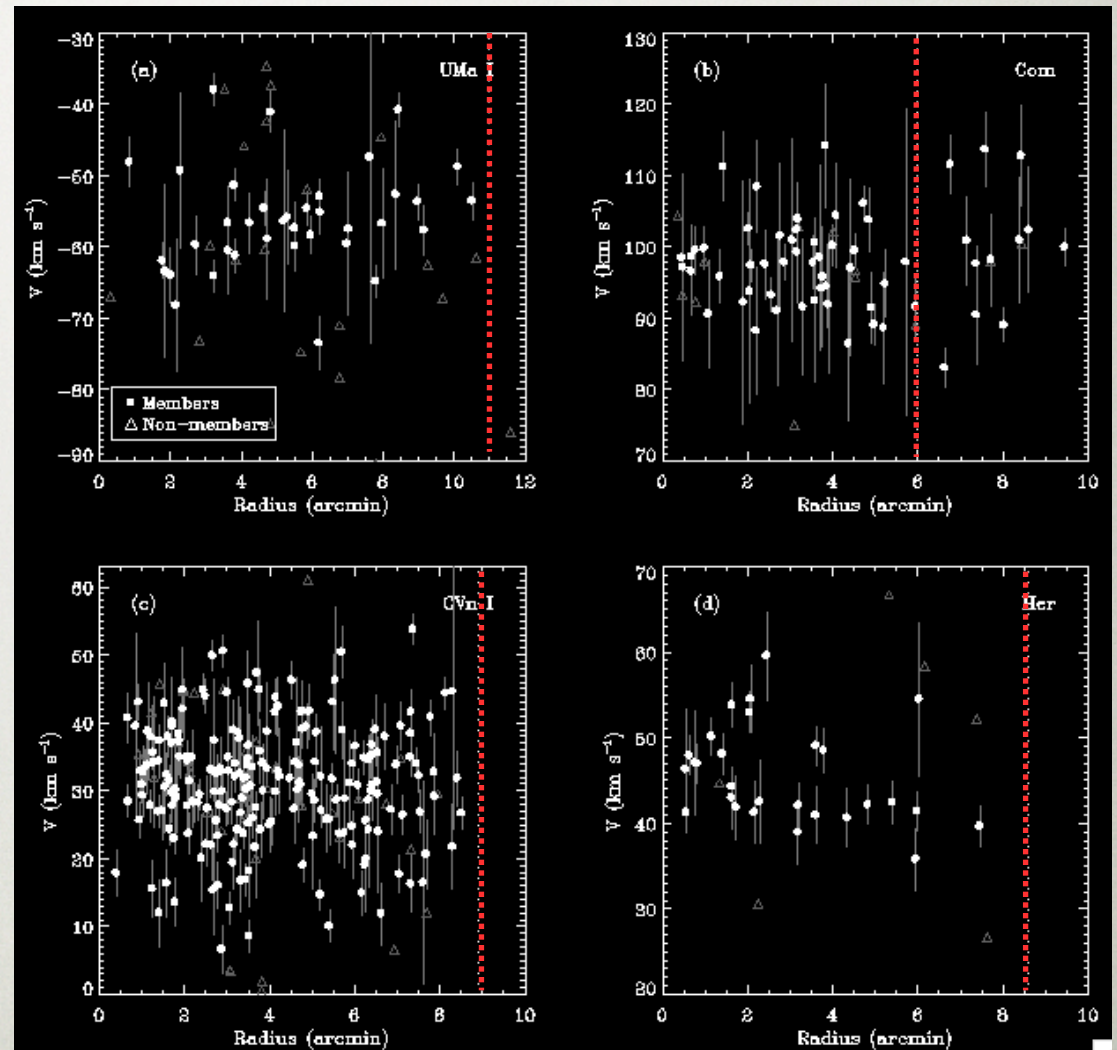 (a) UMa I
-30
-40
-50
-60
-70
-80
-90
V (km s⁻¹)
Members
Non-members
0 2 4 6 8 10 12
Radius (arcmin)
(b) Com
130
120
110
100
90
80
70
V (km s⁻¹)
0 2 4 6 8 10
Radius (arcmin)
(c) CVn I
60
50
40
30
20
10
0
V (km s⁻¹)
0 2 4 6 8 10
Radius (arcmin)
(d) Her
70
60
50
40
30
20
V (km s⁻¹)
0 2 4 6 8 10
Radius (arcmin)